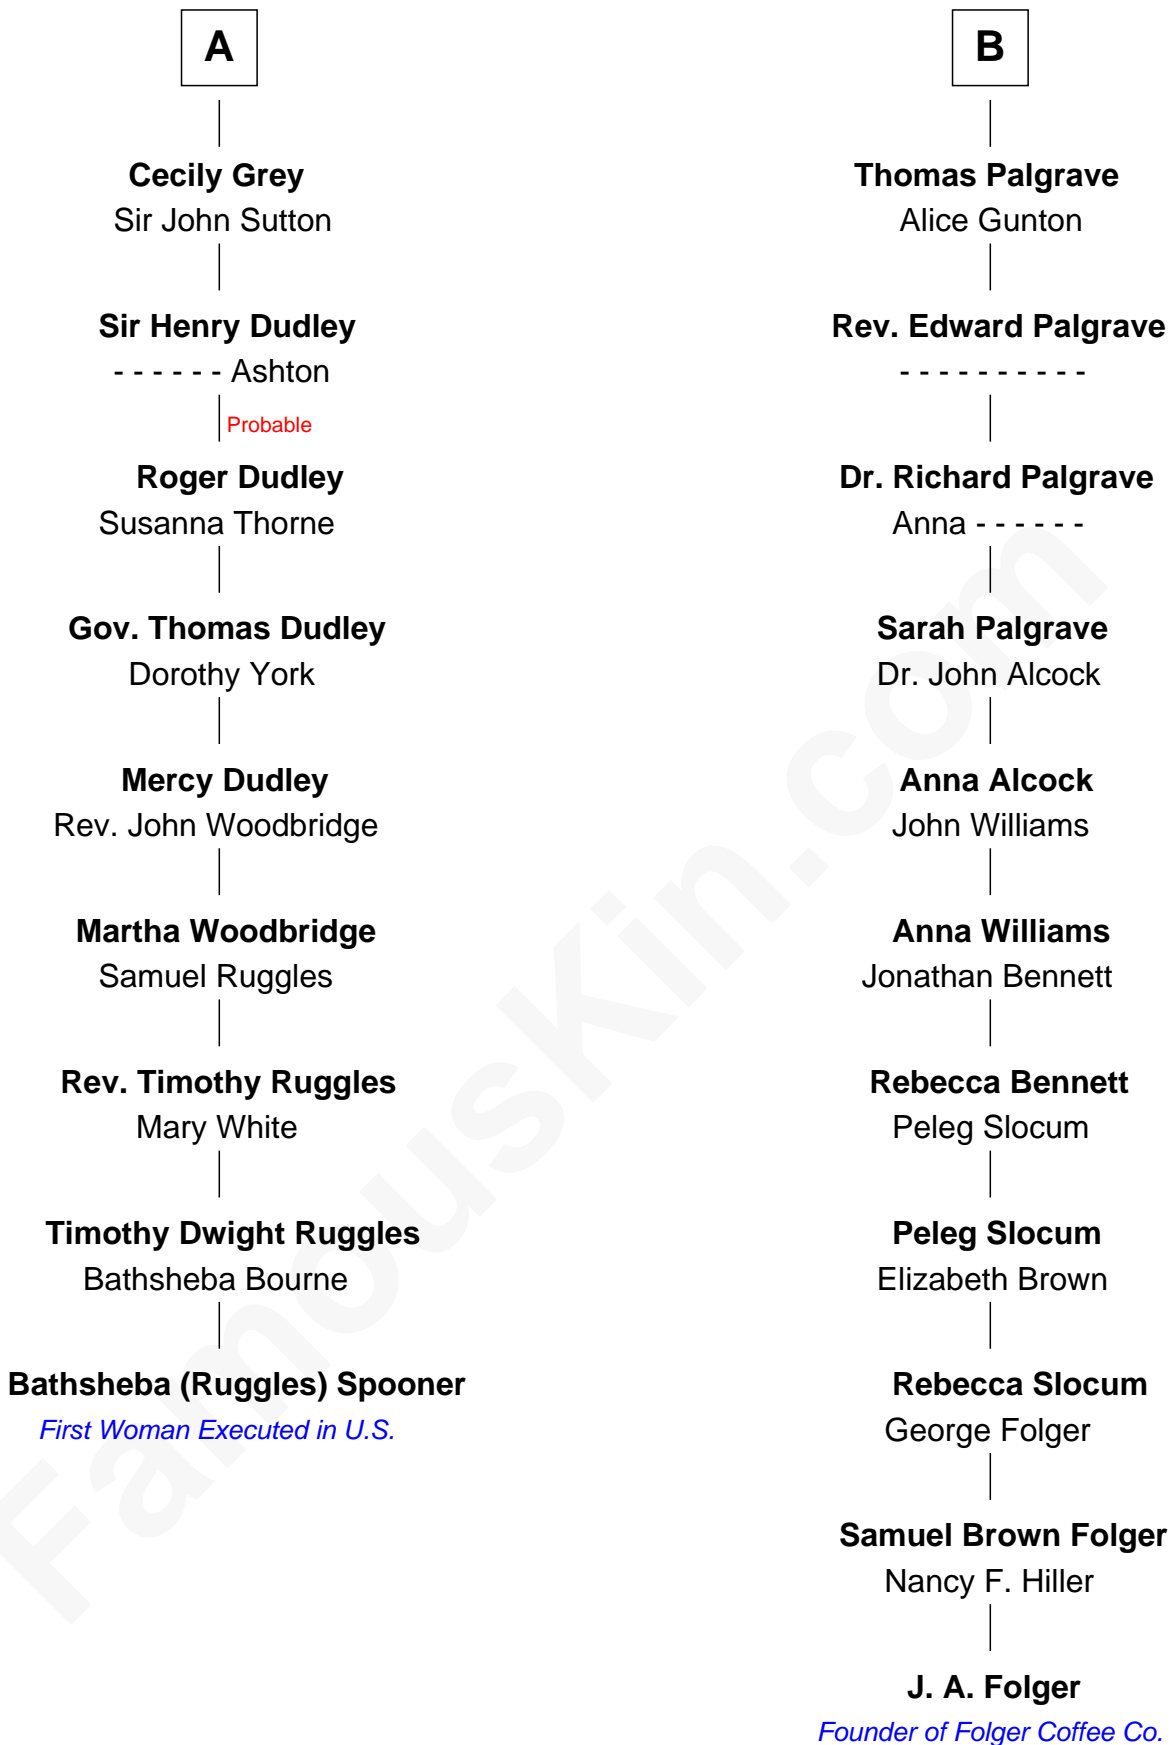 A
Cecily Grey
Sir John Sutton
Sir Henry Dudley
- - - - - - Ashton
Probable
Roger Dudley
Susanna Thorne
Gov. Thomas Dudley
Dorothy York
Mercy Dudley
Rev. John Woodbridge
Martha Woodbridge
Samuel Ruggles
Rev. Timothy Ruggles
Mary White
Timothy Dwight Ruggles
Bathsheba Bourne
Bathsheba (Ruggles) Spooner
First Woman Executed in U.S.
B
Thomas Palgrave
Alice Gunton
Rev. Edward Palgrave
- - - - - - - - - -
Dr. Richard Palgrave
Anna - - - - - -
Sarah Palgrave
Dr. John Alcock
Anna Alcock
John Williams
Anna Williams
Jonathan Bennett
Rebecca Bennett
Peleg Slocum
Peleg Slocum
Elizabeth Brown
Rebecca Slocum
George Folger
Samuel Brown Folger
Nancy F. Hiller
J. A. Folger
Founder of Folger Coffee Co.
FamousKin.com